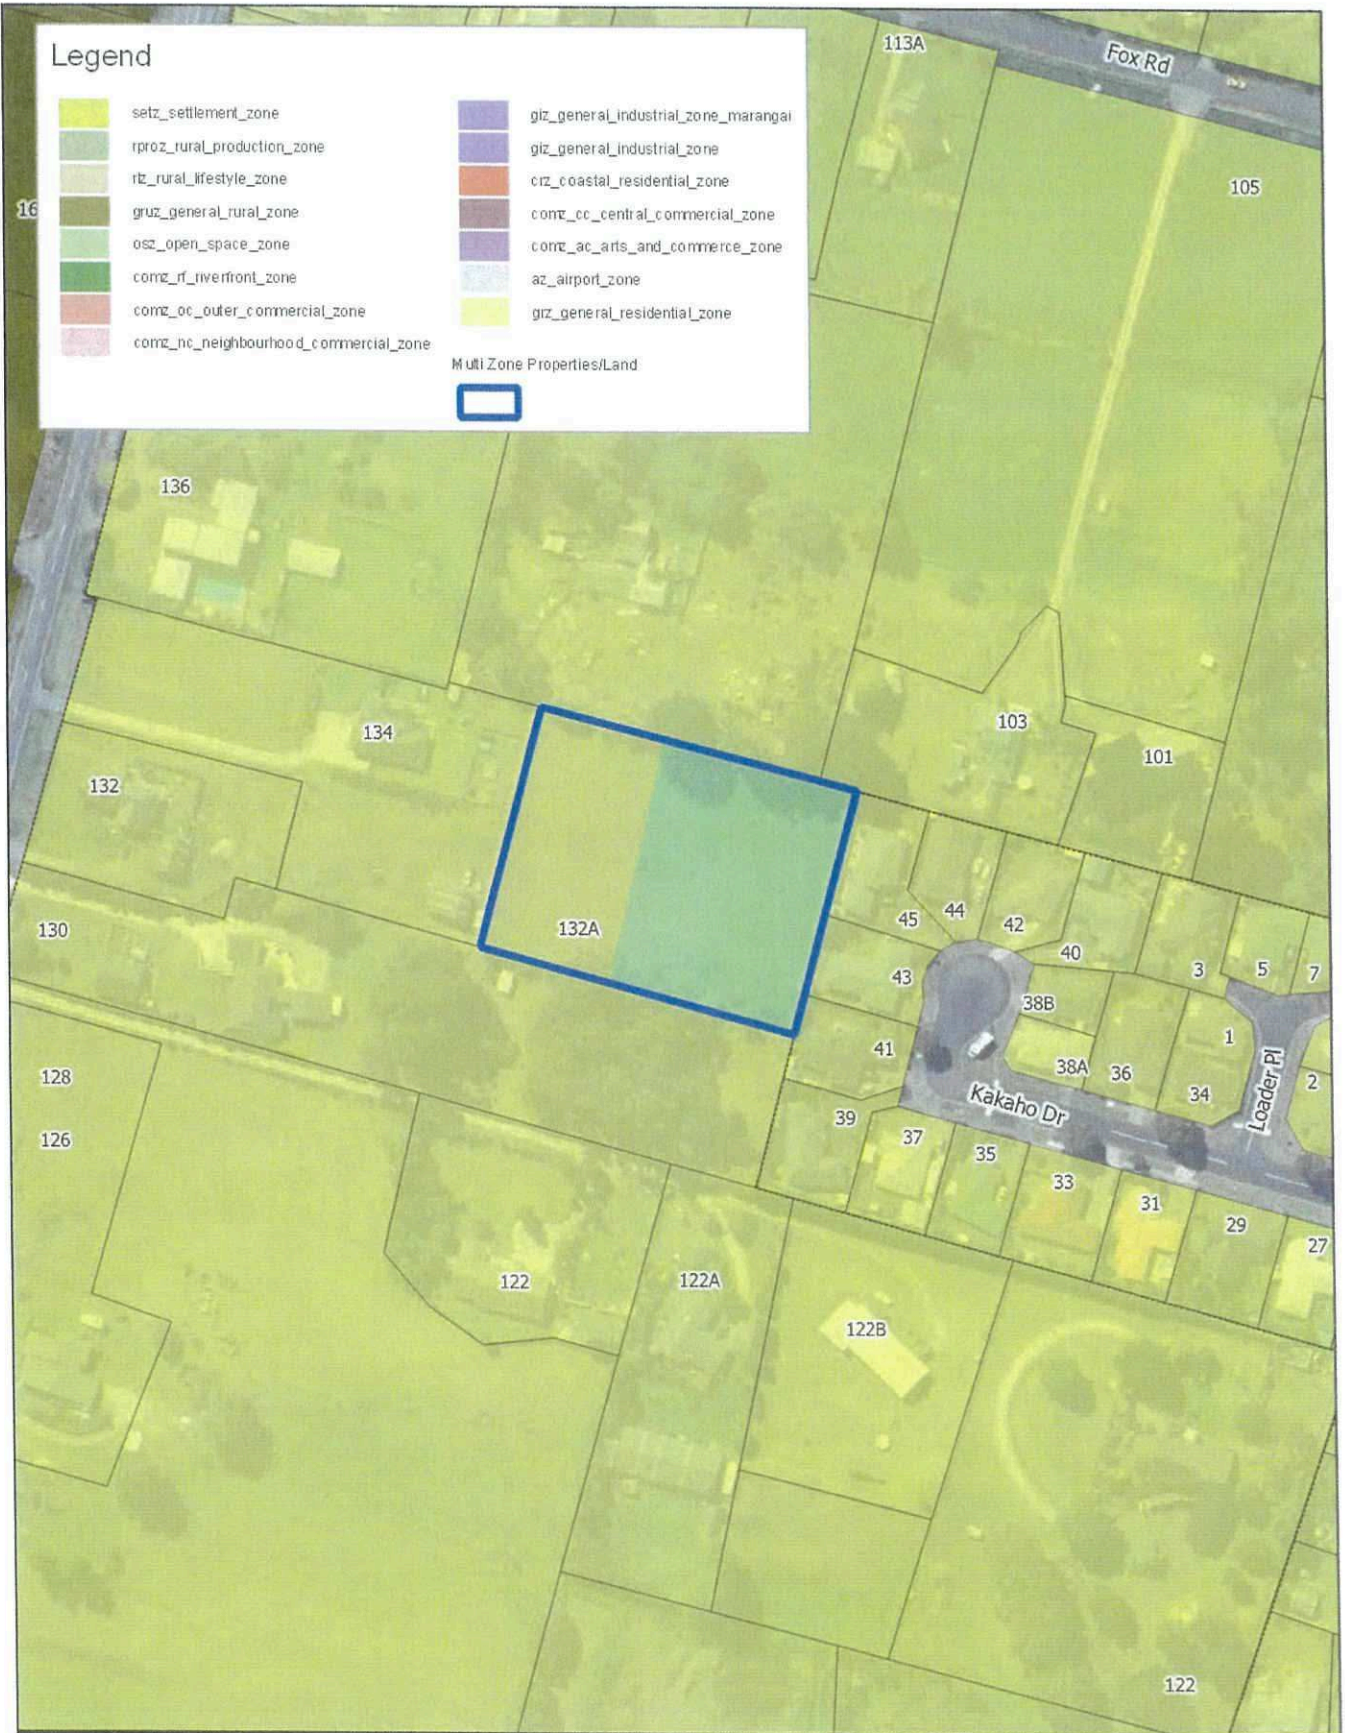 Legend
setz_settlement_zone
rproz_rural_production_zone
rlz_rural_lifestyle_zone
gruz_general_rural_zone
osz_open_space_zone
comz_rf_riverfront_zone
comz_oc_outer_commercial_zone
comz_nc_neighbourhood_commercial_zone
giz_general_industrial_zone_marangai
giz_general_industrial_zone
crz_coastal_residential_zone
comz_cc_central_commercial_zone
comz_ac_arts_and_commerce_zone
az_airport_zone
grz_general_residential_zone
Multi Zone Properties/Land
113A
Fox Rd
105
16
136
134
103
101
132
132A
130
45
44
42
40
3
5
7
43
38B
1
41
38A
36
34
2
Loader Pl
Kakaho Dr
128
126
39
37
35
33
31
29
27
122
122A
122B
122